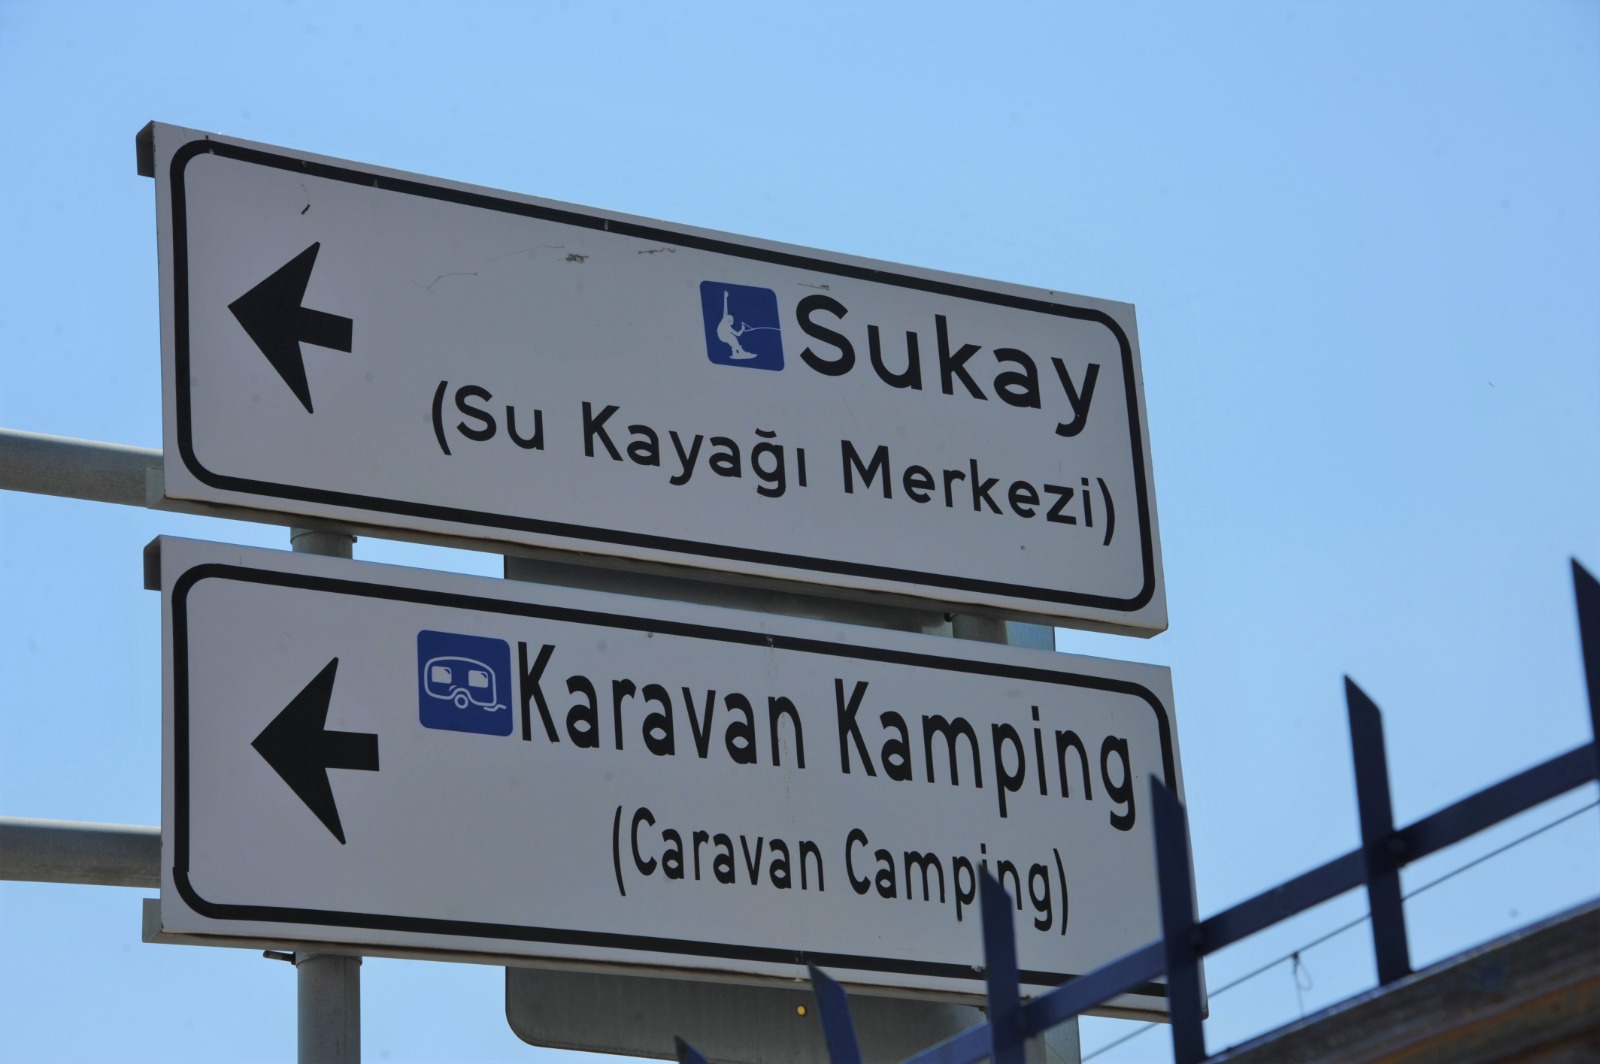 Sukay
(Su Kayağı Merkezi)
Karavan Kamping
(Caravan Camping)